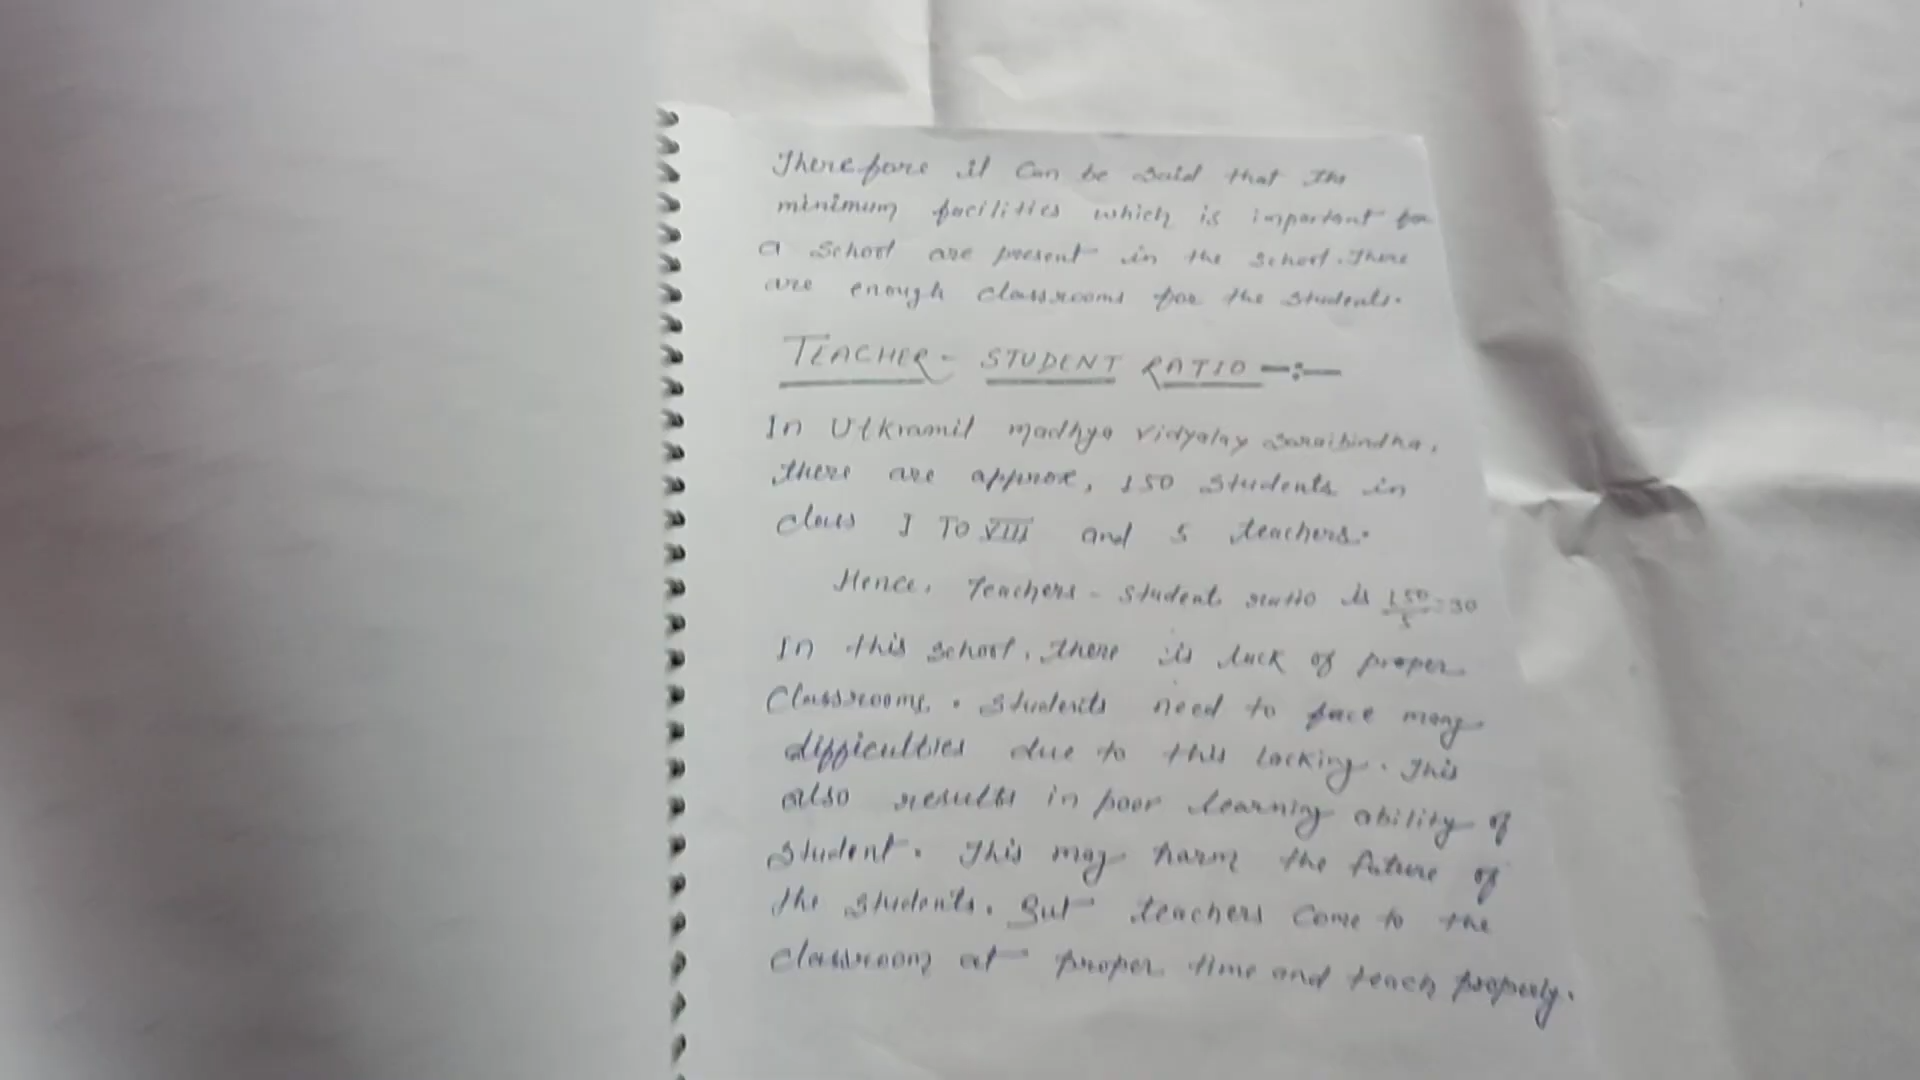 Therefore it can be said that the
minimum facilities which is important for
a school are present in the school. There
are enough classrooms for the students.
TEACHER- STUDENT RATIO -:-
In Utkramit madhya vidyalay Saraibindha,
there are approx, 150 students in
class I TO VIII and 5 teachers.
Hence, Teachers - student ratio is 150/5 = 30
In this school, there is lack of proper
Classrooms. Students need to face many
difficulties due to this lacking. This
also results in poor learning ability of
student. This may harm the future of
the students. But teachers come to the
classroom at proper time and teach properly.